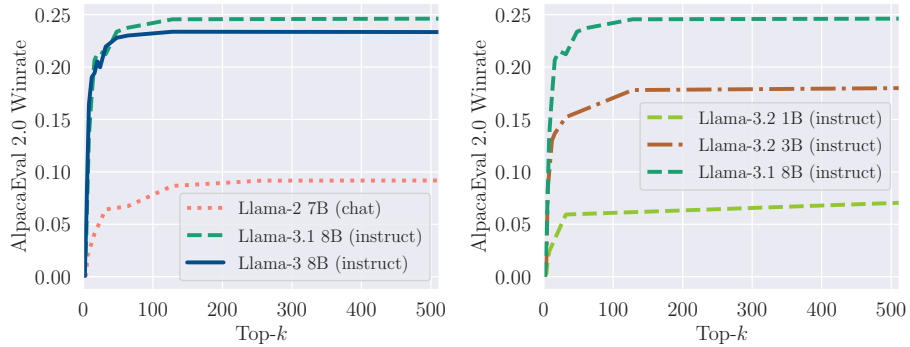 AlpacaEval 2.0 Winrate
0.25
0.20
0.15
0.10
0.05
0.00
Llama-2 7B (chat)
Llama-3.1 8B (instruct)
Llama-3 8B (instruct)
0 100 200 300 400 500
Top-k
AlpacaEval 2.0 Winrate
0.25
0.20
0.15
0.10
0.05
0.00
Llama-3.2 1B (instruct)
Llama-3.2 3B (instruct)
Llama-3.1 8B (instruct)
0 100 200 300 400 500
Top-k